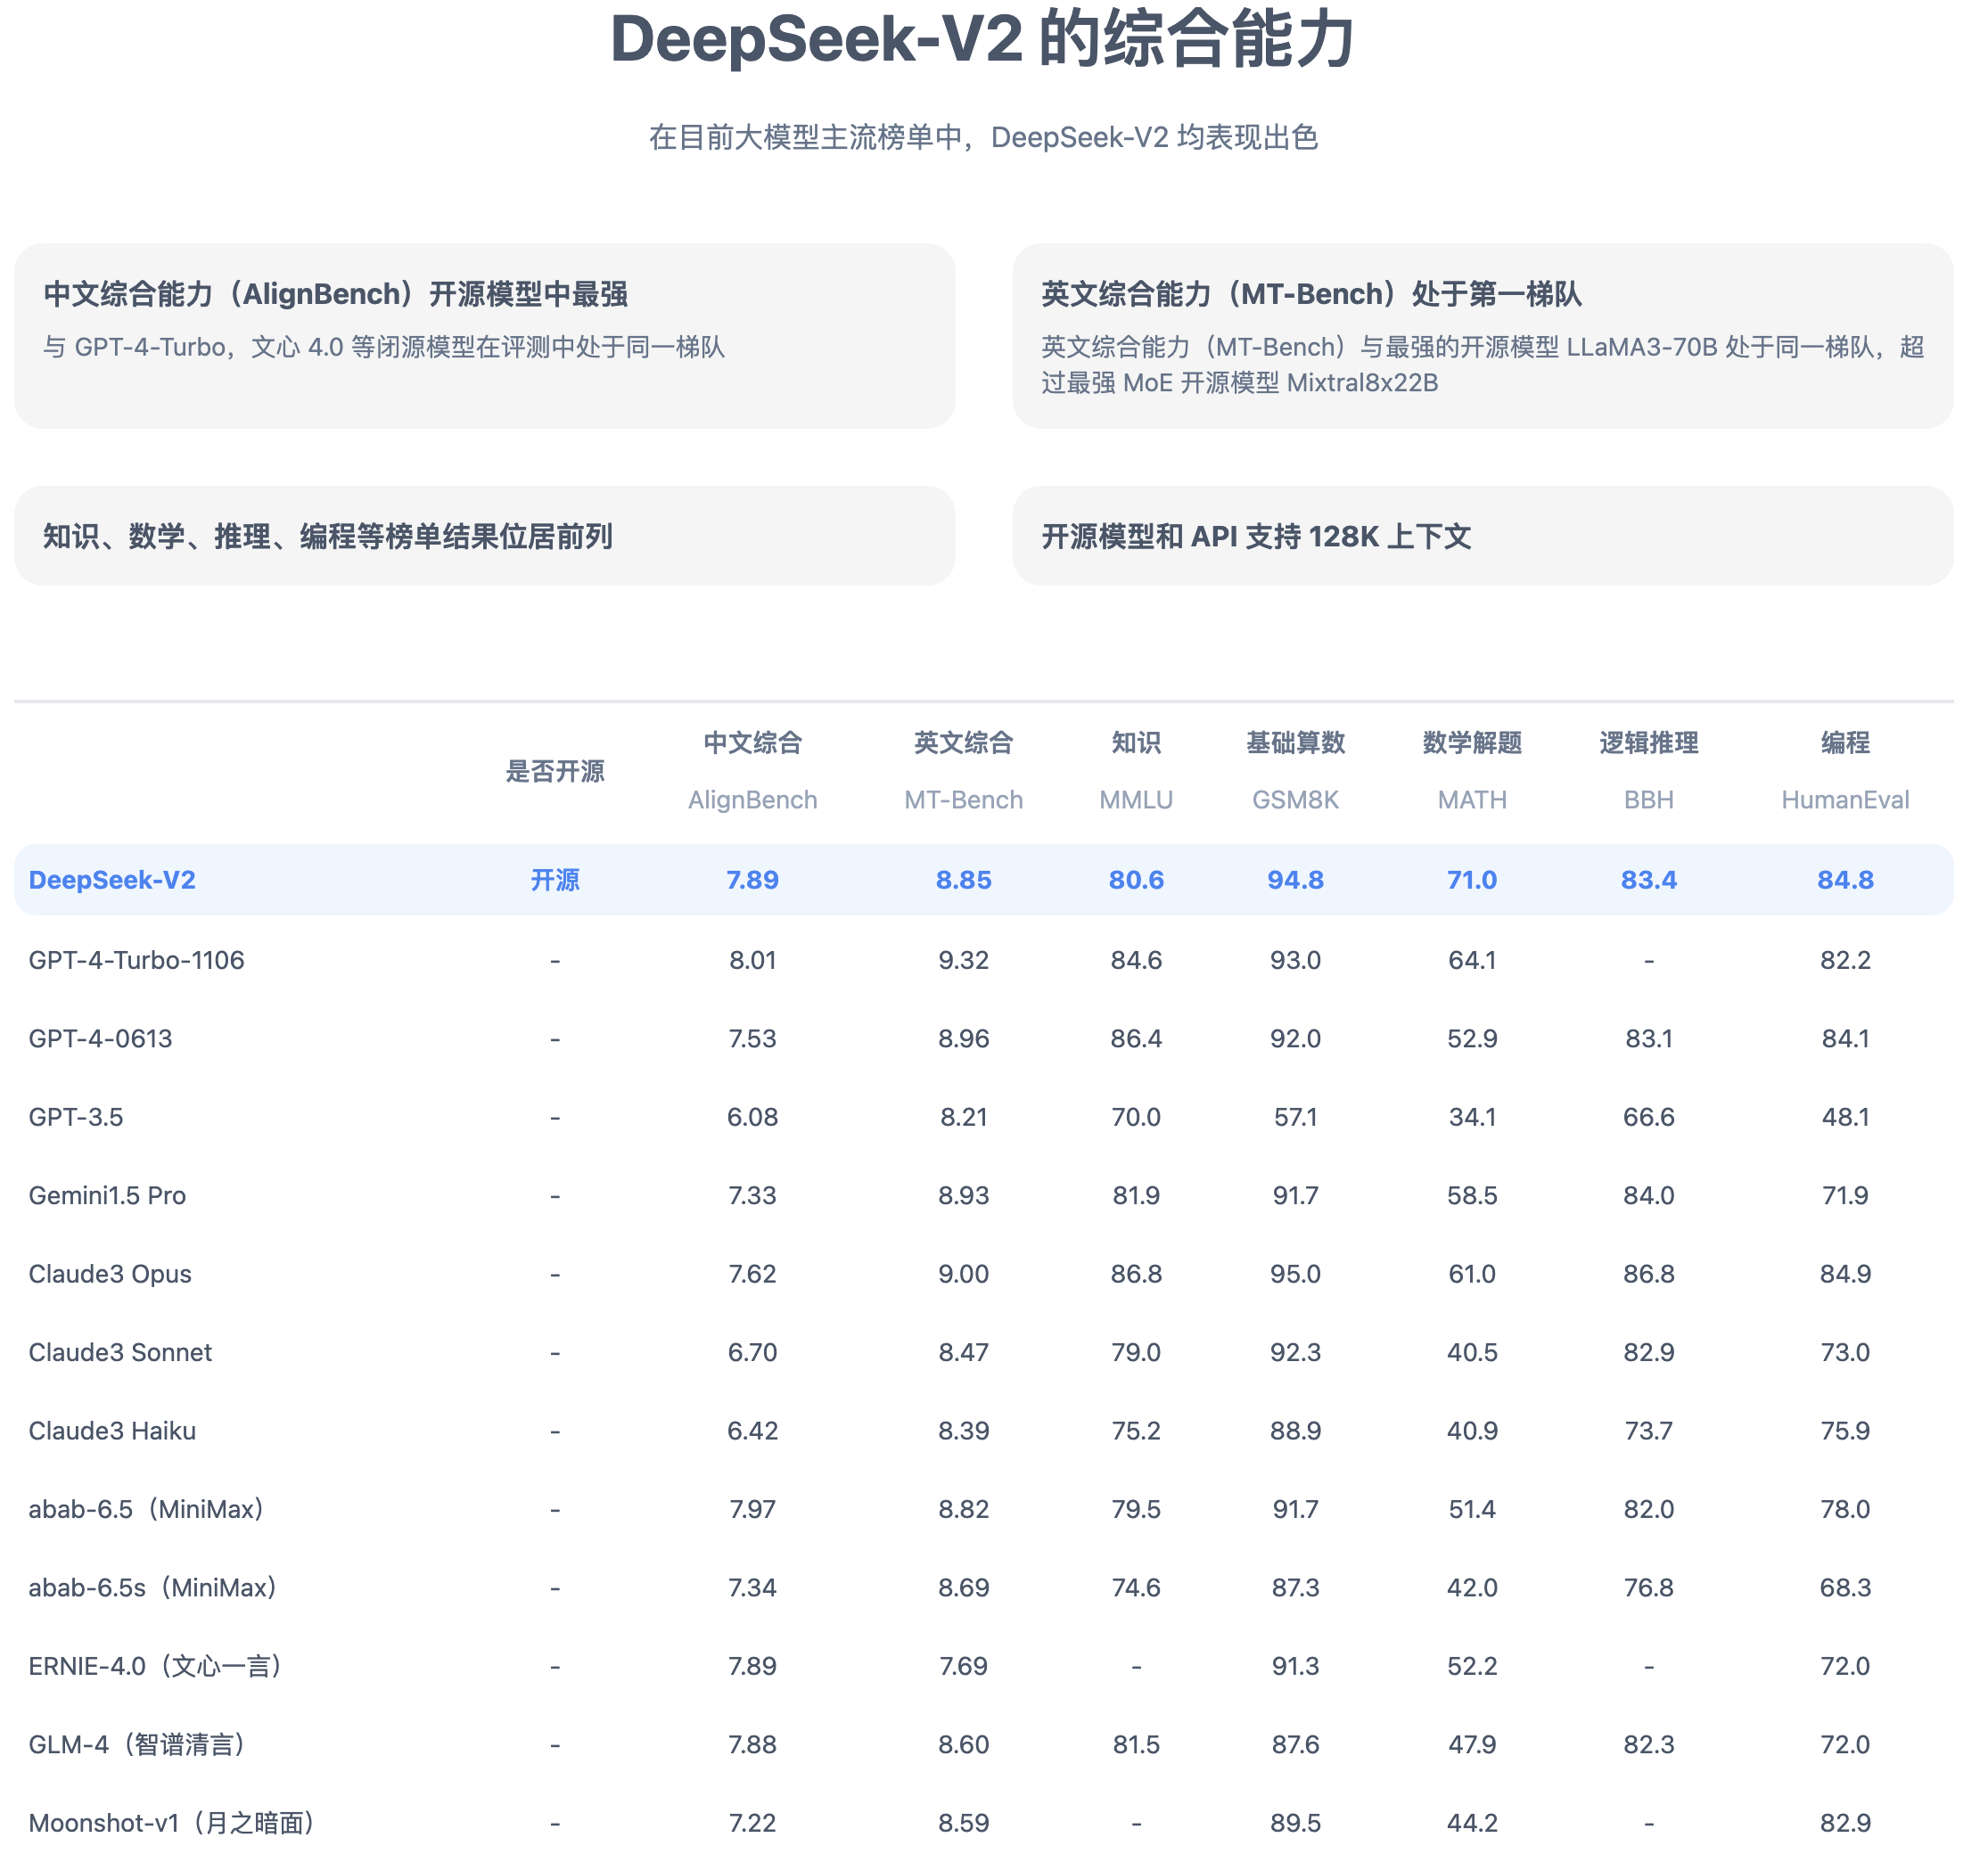 DeepSeek-V2 的综合能力
在目前大模型主流榜单中，DeepSeek-V2 均表现出色
中文综合能力（AlignBench）开源模型中最强
与 GPT-4-Turbo，文心 4.0 等闭源模型在评测中处于同一梯队
英文综合能力（MT-Bench）处于第一梯队
英文综合能力（MT-Bench）与最强的开源模型 LLaMA3-70B 处于同一梯队，超
过最强 MoE 开源模型 Mixtral8x22B
知识、数学、推理、编程等榜单结果位居前列
开源模型和 API 支持 128K 上下文
是否开源 中文综合 英文综合 知识 基础算数 数学解题 逻辑推理 编程
AlignBench MT-Bench MMLU GSM8K MATH BBH HumanEval
DeepSeek-V2 开源 7.89 8.85 80.6 94.8 71.0 83.4 84.8
GPT-4-Turbo-1106 - 8.01 9.32 84.6 93.0 64.1 - 82.2
GPT-4-0613 - 7.53 8.96 86.4 92.0 52.9 83.1 84.1
GPT-3.5 - 6.08 8.21 70.0 57.1 34.1 66.6 48.1
Gemini1.5 Pro - 7.33 8.93 81.9 91.7 58.5 84.0 71.9
Claude3 Opus - 7.62 9.00 86.8 95.0 61.0 86.8 84.9
Claude3 Sonnet - 6.70 8.47 79.0 92.3 40.5 82.9 73.0
Claude3 Haiku - 6.42 8.39 75.2 88.9 40.9 73.7 75.9
abab-6.5（MiniMax） - 7.97 8.82 79.5 91.7 51.4 82.0 78.0
abab-6.5s（MiniMax） - 7.34 8.69 74.6 87.3 42.0 76.8 68.3
ERNIE-4.0（文心一言） - 7.89 7.69 - 91.3 52.2 - 72.0
GLM-4（智谱清言） - 7.88 8.60 81.5 87.6 47.9 82.3 72.0
Moonshot-v1（月之暗面） - 7.22 8.59 - 89.5 44.2 - 82.9